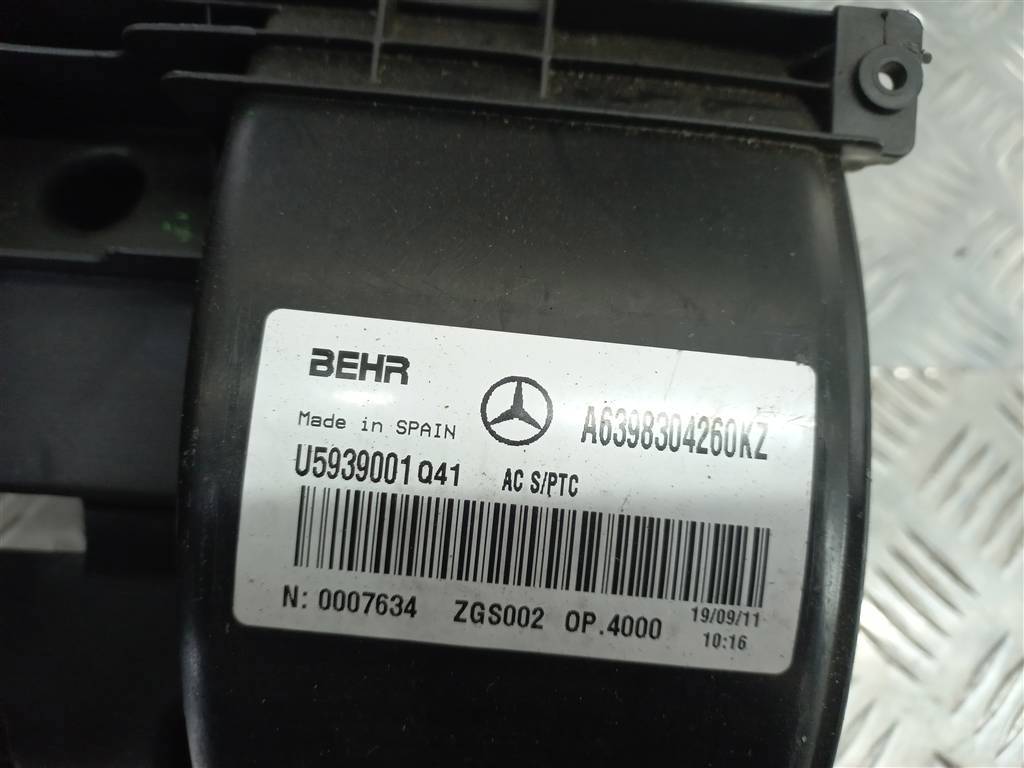 BEHR
Made in SPAIN
A6398304260KZ
U5939001Q41 AC S/PTC
N: 0007634 ZGS002 OP.4000 19/09/11
10:16